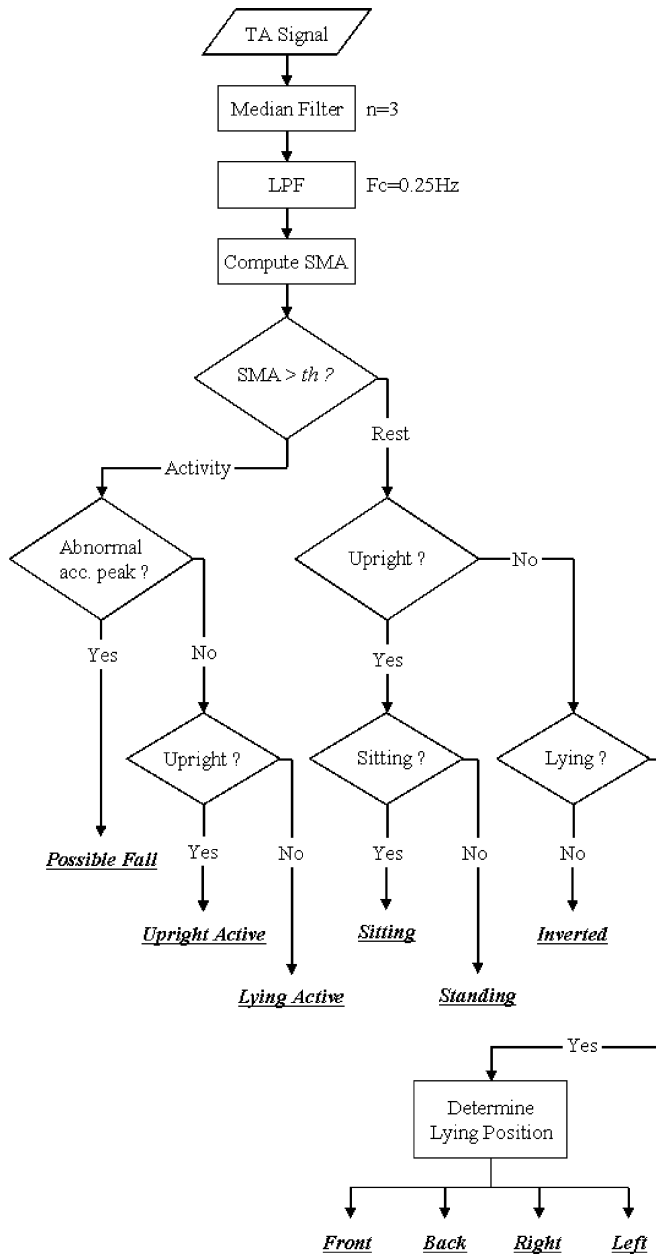 TA Signal
Median Filter n=3
LPF Fc=0.25Hz
Compute SMA
SMA > th ?
Rest
Activity
Abnormal
acc. peak ?
Upright ?
No
Yes
No
Yes
Upright ?
Sitting ?
Lying ?
Possible Fall
Yes
No
Yes
No
No
Upright Active
Sitting
Inverted
Lying Active
Standing
Yes
Determine
Lying Position
Front
Back
Right
Left